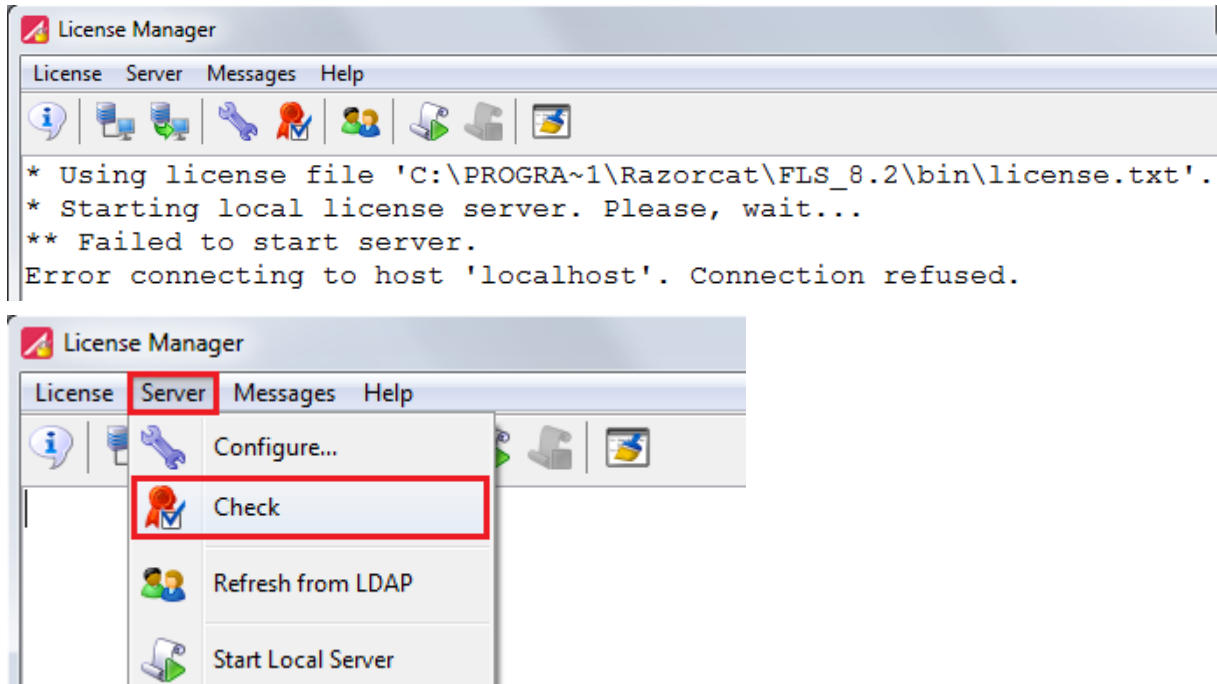 License Manager
License Server Messages Help
* Using license file 'C:\PROGRA~1\Razorcat\FLS_8.2\bin\license.txt'.
* Starting local license server. Please, wait...
** Failed to start server.
Error connecting to host 'localhost'. Connection refused.
License Manager
License Server Messages Help
Configure...
Check
Refresh from LDAP
Start Local Server